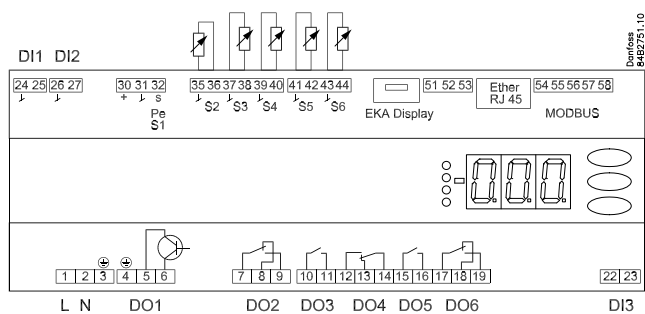 Danfoss
84B2751.10
DI1 DI2
24 25 26 27 30 31 32 35 36 37 38 39 40 41 42 43 44 51 52 53 54 55 56 57 58
+ s
Pe
S1
S2 S3 S4 S5 S6
EKA Display
Ether
RJ 45
MODBUS
0.0.0.
1 2 3 4 5 6 7 8 9 10 11 12 13 14 15 16 17 18 19 22 23
L N DO1 DO2 DO3 DO4 DO5 DO6 DI3